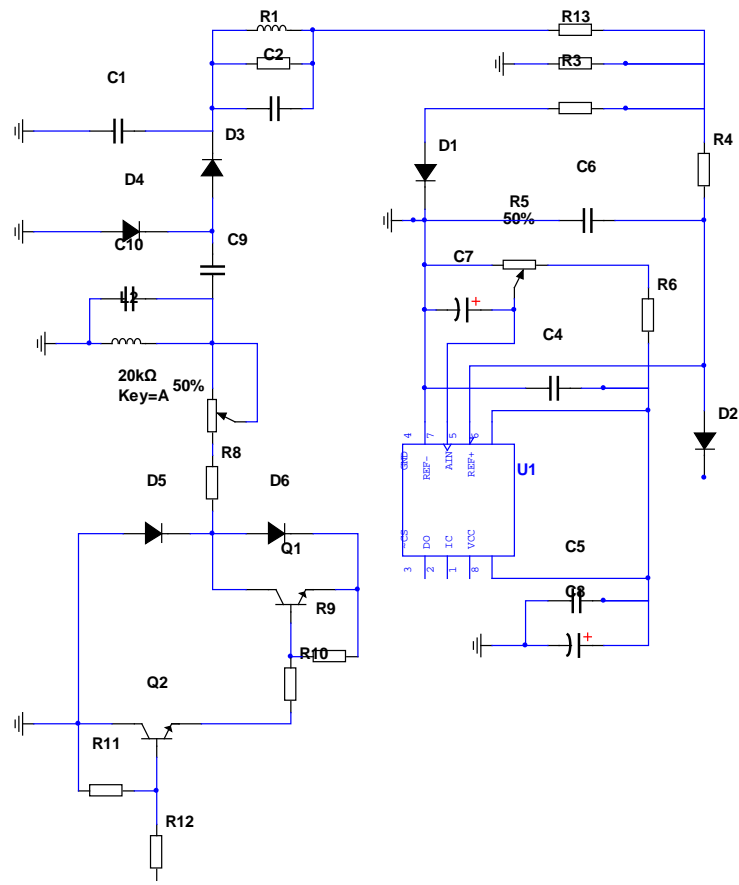 R1
R13
C2
R3
C1
D3
D1
R4
D4
C6
R5
50%
C10
C9
C7
R6
L2
C4
20kΩ
50%
Key=A
D2
R8
4
7
5
6
GND
REF-
AIN
REF+
U1
D5
D6
Q1
-CS
DO
IC
VCC
C5
3
2
1
8
C8
R9
R10
Q2
R11
R12
+
+